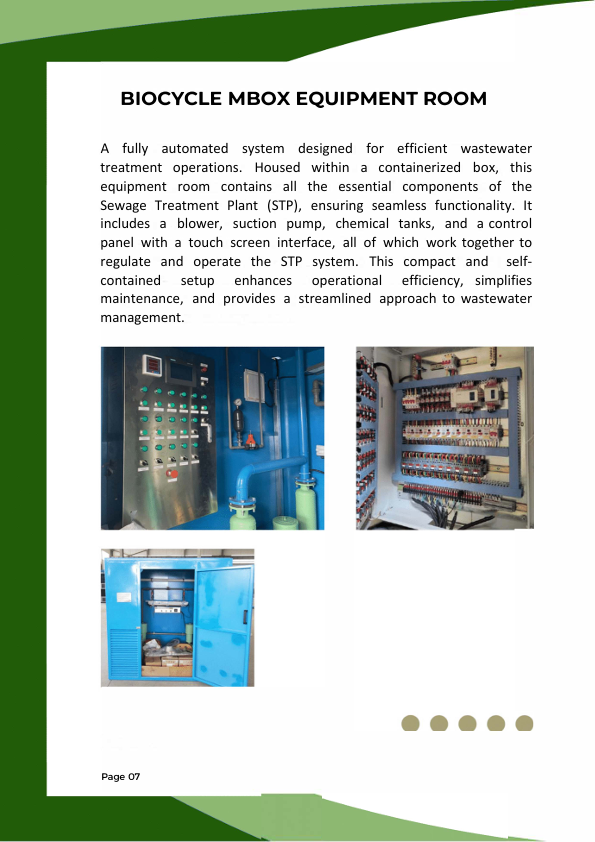 BIOCYCLE MBOX EQUIPMENT ROOM
A fully automated system designed for efficient wastewater
treatment operations. Housed within a containerized box, this
equipment room contains all the essential components of the
Sewage Treatment Plant (STP), ensuring seamless functionality. It
includes a blower, suction pump, chemical tanks, and a control
panel with a touch screen interface, all of which work together to
regulate and operate the STP system. This compact and self-
contained setup enhances operational efficiency, simplifies
maintenance, and provides a streamlined approach to wastewater
management.
Page 07